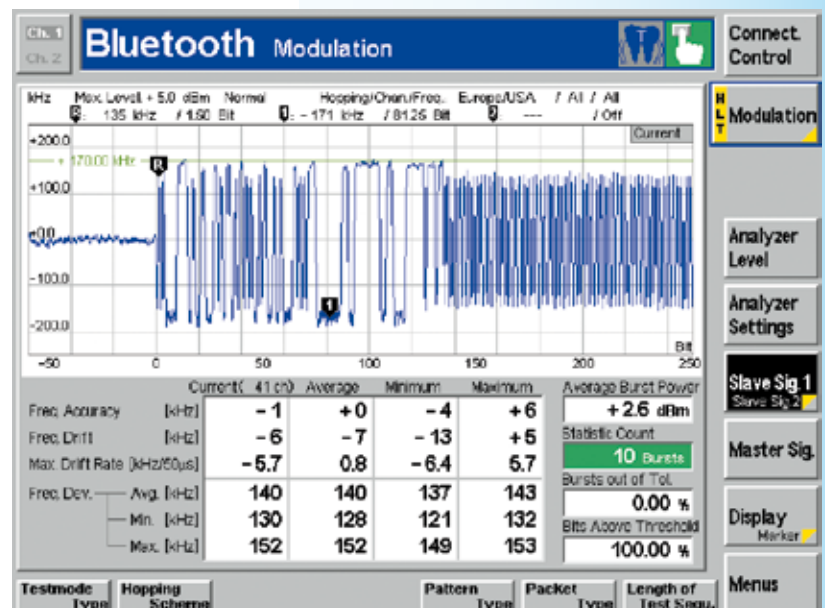 Ch. 1
Ch. 2
Bluetooth Modulation
Connect. Control
kHz Max. Level: + 5.0 dBm Normal Hopping/Chan./Freq. Europe/USA / All / All
R: 135 kHz / 1.50 Bit 1: - 171 kHz / 81.25 Bit 2 --- / Off
Current
+200.0
+ 170.00 kHz R
+100.0
+0.0
-100.0
1
-200.0
Bit
-50 0 50 100 150 200 250
Current( 41 ch) Average Minimum Maximum
Freq. Accuracy [kHz] - 1 +0 - 4 +6
Freq. Drift [kHz] - 6 - 7 - 13 +5
Max. Drift Rate [kHz/50µs] -5.7 0.8 -6.4 5.7
Freq. Dev. Avg. [kHz] 140 140 137 143
Min. [kHz] 130 128 121 132
Max. [kHz] 152 152 149 153
Average Burst Power
+2.6 dBm
Statistic Count
10 Bursts
Bursts out of Tol.
0.00 %
Bits Above Threshold
100.00 %
HLT
Modulation
Analyzer Level
Analyzer Settings
Slave Sig.1
Slave Sig.2
Master Sig.
Display
Marker
Menus
Testmode Type
Hopping Scheme
Pattern Type
Packet Type
Length of Test Sequ.